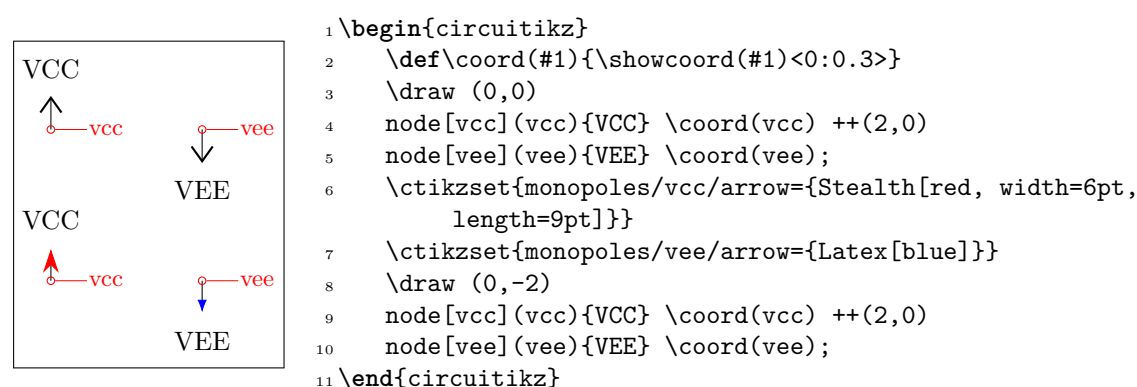 VCC
vcc
vee
VEE
VCC
vcc
vee
VEE
1 \begin{circuitikz}
2 \def\coord(#1){\showcoord(#1)<0:0.3>}
3 \draw (0,0)
4 node[vcc](vcc){VCC} \coord(vcc) ++(2,0)
5 node[vee](vee){VEE} \coord(vee);
6 \ctikzset{monopoles/vcc/arrow={Stealth[red, width=6pt,
length=9pt]}}
7 \ctikzset{monopoles/vee/arrow={Latex[blue]}}
8 \draw (0,-2)
9 node[vcc](vcc){VCC} \coord(vcc) ++(2,0)
10 node[vee](vee){VEE} \coord(vee);
11 \end{circuitikz}